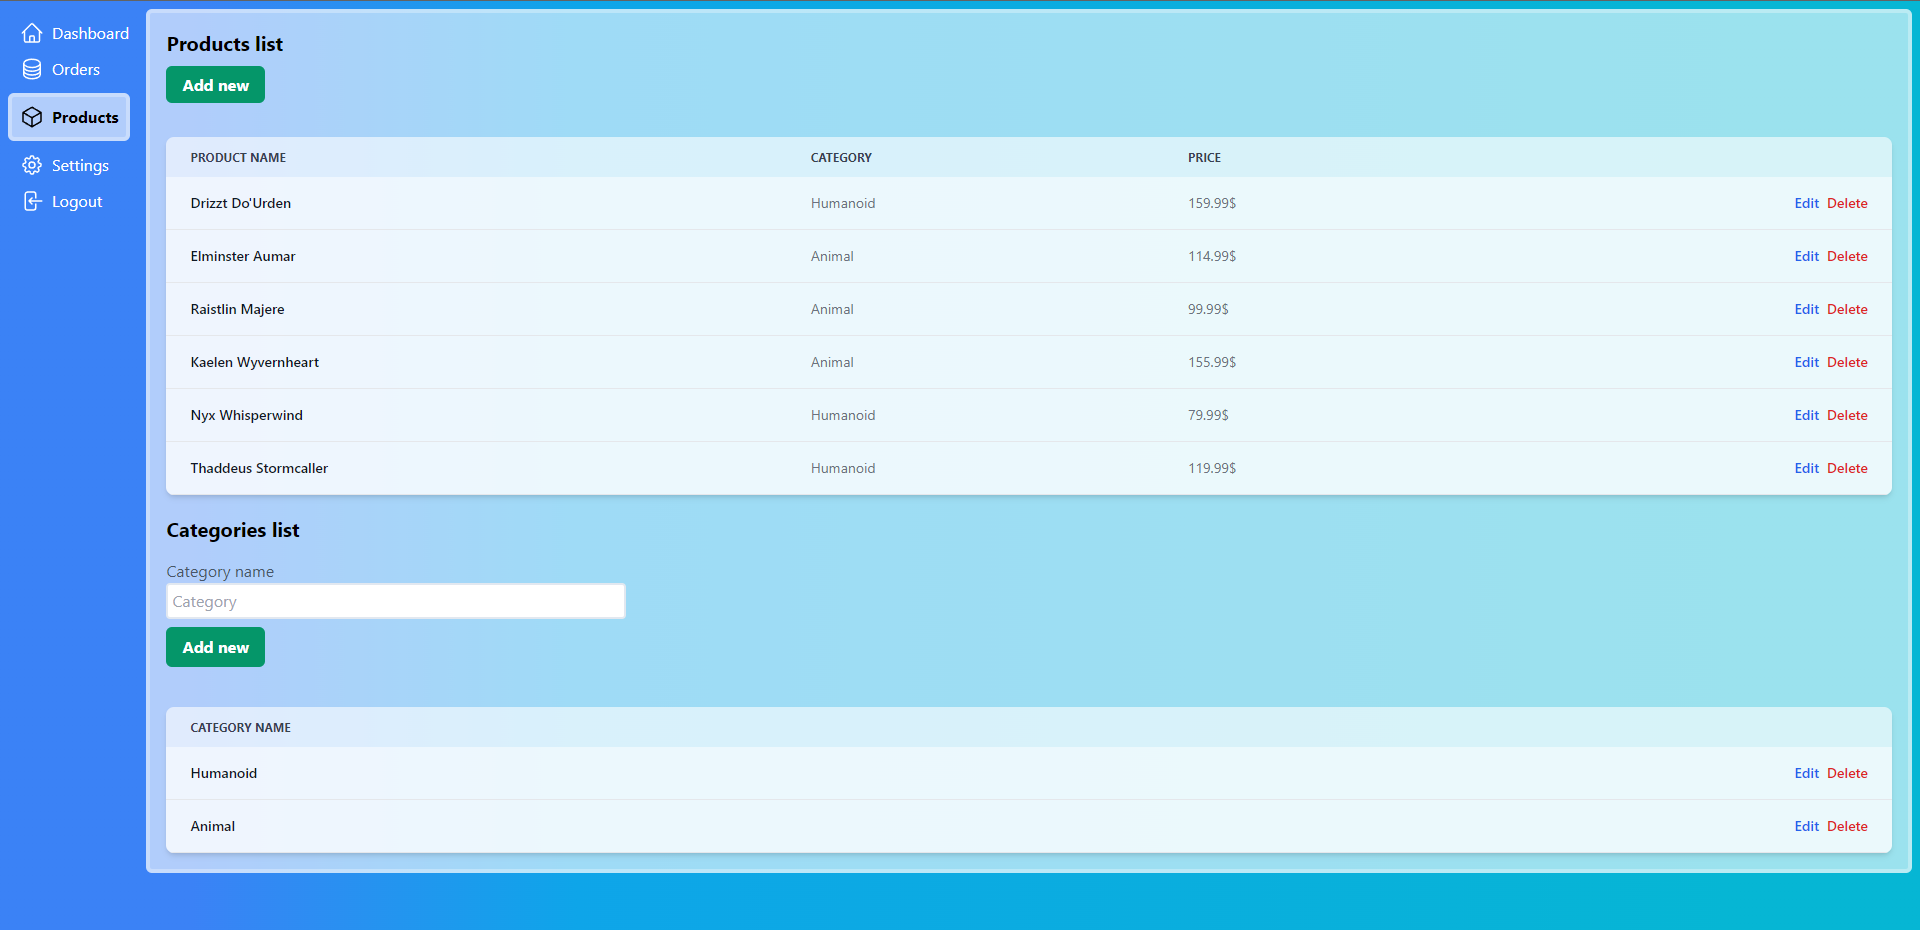 Dashboard
Orders
Products
Settings
Logout
Products list
Add new
PRODUCT NAME CATEGORY PRICE
Drizzt Do'Urden Humanoid 159.99$ Edit Delete
Elminster Aumar Animal 114.99$ Edit Delete
Raistlin Majere Animal 99.99$ Edit Delete
Kaelen Wyvernheart Animal 155.99$ Edit Delete
Nyx Whisperwind Humanoid 79.99$ Edit Delete
Thaddeus Stormcaller Humanoid 119.99$ Edit Delete
Categories list
Category name
Category
Add new
CATEGORY NAME
Humanoid Edit Delete
Animal Edit Delete